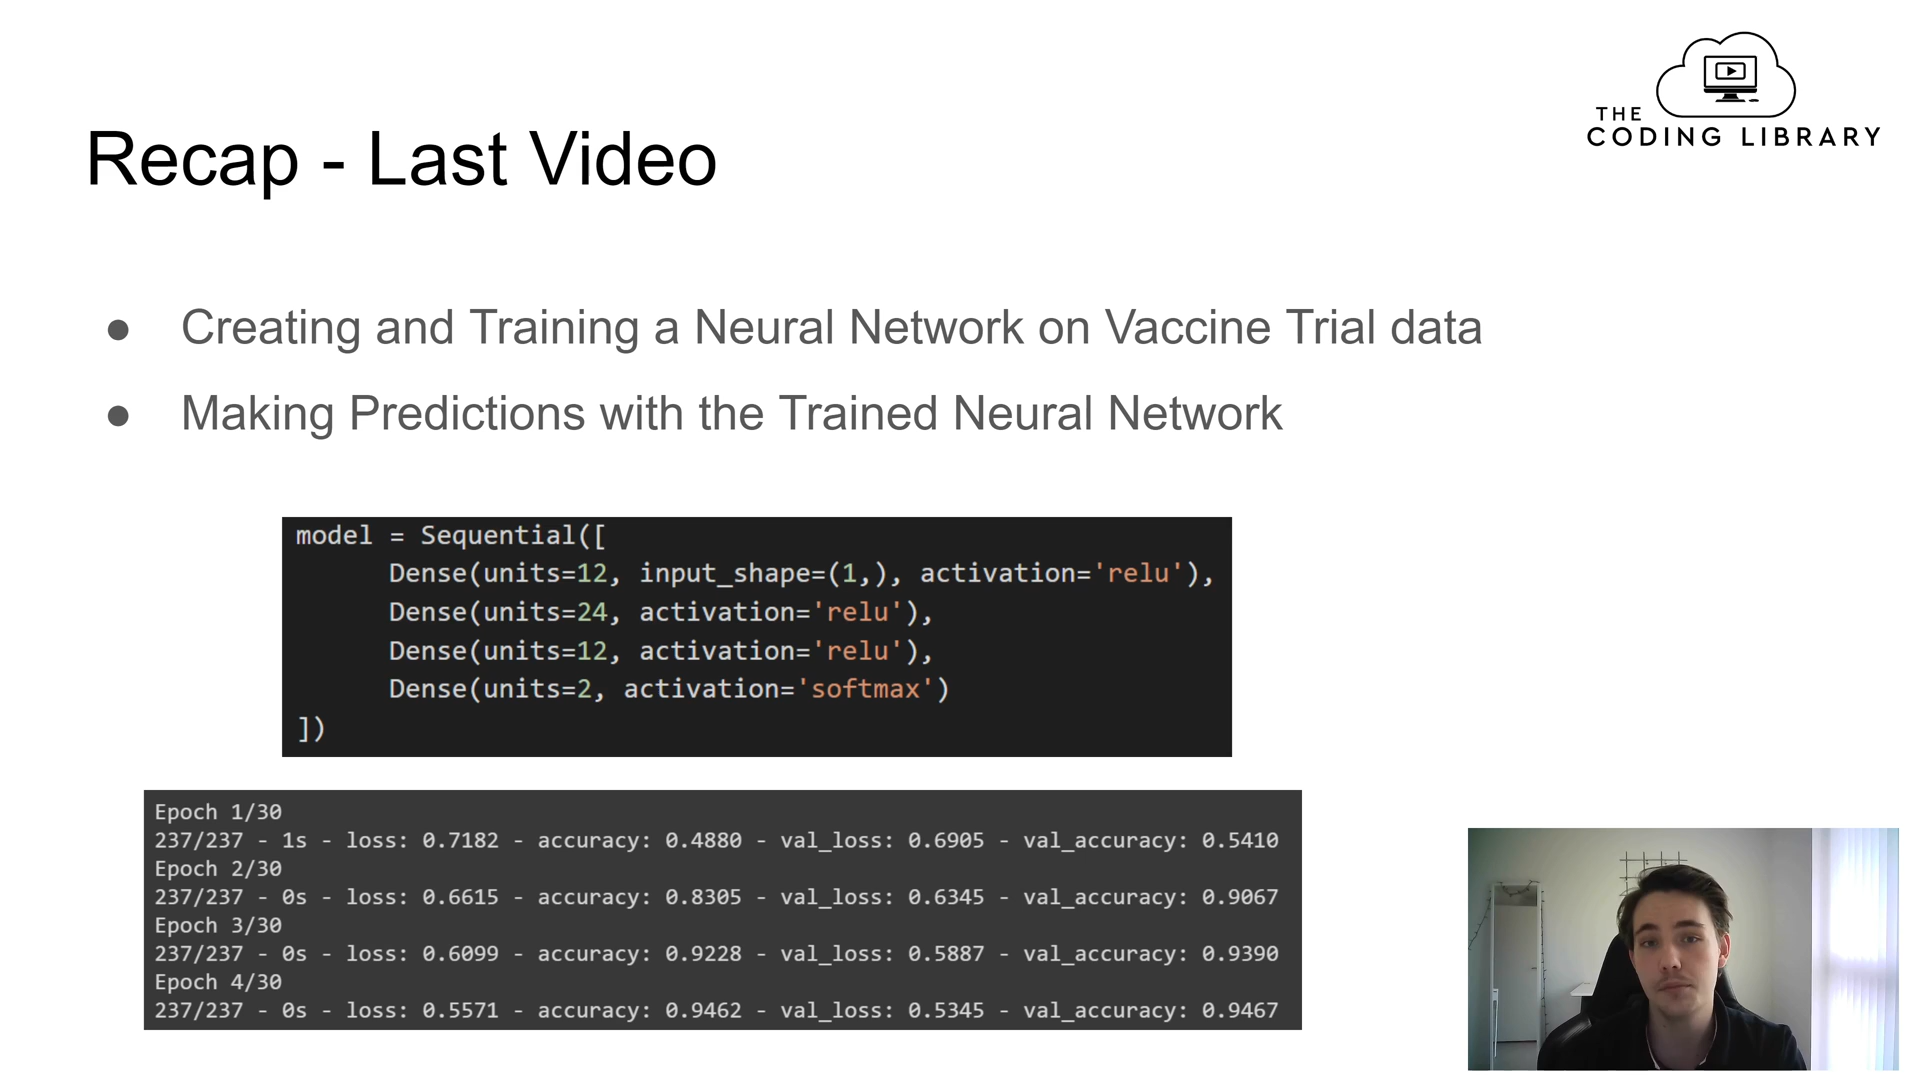 THE
CODING LIBRARY
Recap - Last Video
● Creating and Training a Neural Network on Vaccine Trial data
● Making Predictions with the Trained Neural Network
model = Sequential([
Dense(units=12, input_shape=(1,), activation='relu'),
Dense(units=24, activation='relu'),
Dense(units=12, activation='relu'),
Dense(units=2, activation='softmax')
])
Epoch 1/30
237/237 - 1s - loss: 0.7182 - accuracy: 0.4880 - val_loss: 0.6905 - val_accuracy: 0.5410
Epoch 2/30
237/237 - 0s - loss: 0.6615 - accuracy: 0.8305 - val_loss: 0.6345 - val_accuracy: 0.9067
Epoch 3/30
237/237 - 0s - loss: 0.6099 - accuracy: 0.9228 - val_loss: 0.5887 - val_accuracy: 0.9390
Epoch 4/30
237/237 - 0s - loss: 0.5571 - accuracy: 0.9462 - val_loss: 0.5345 - val_accuracy: 0.9467